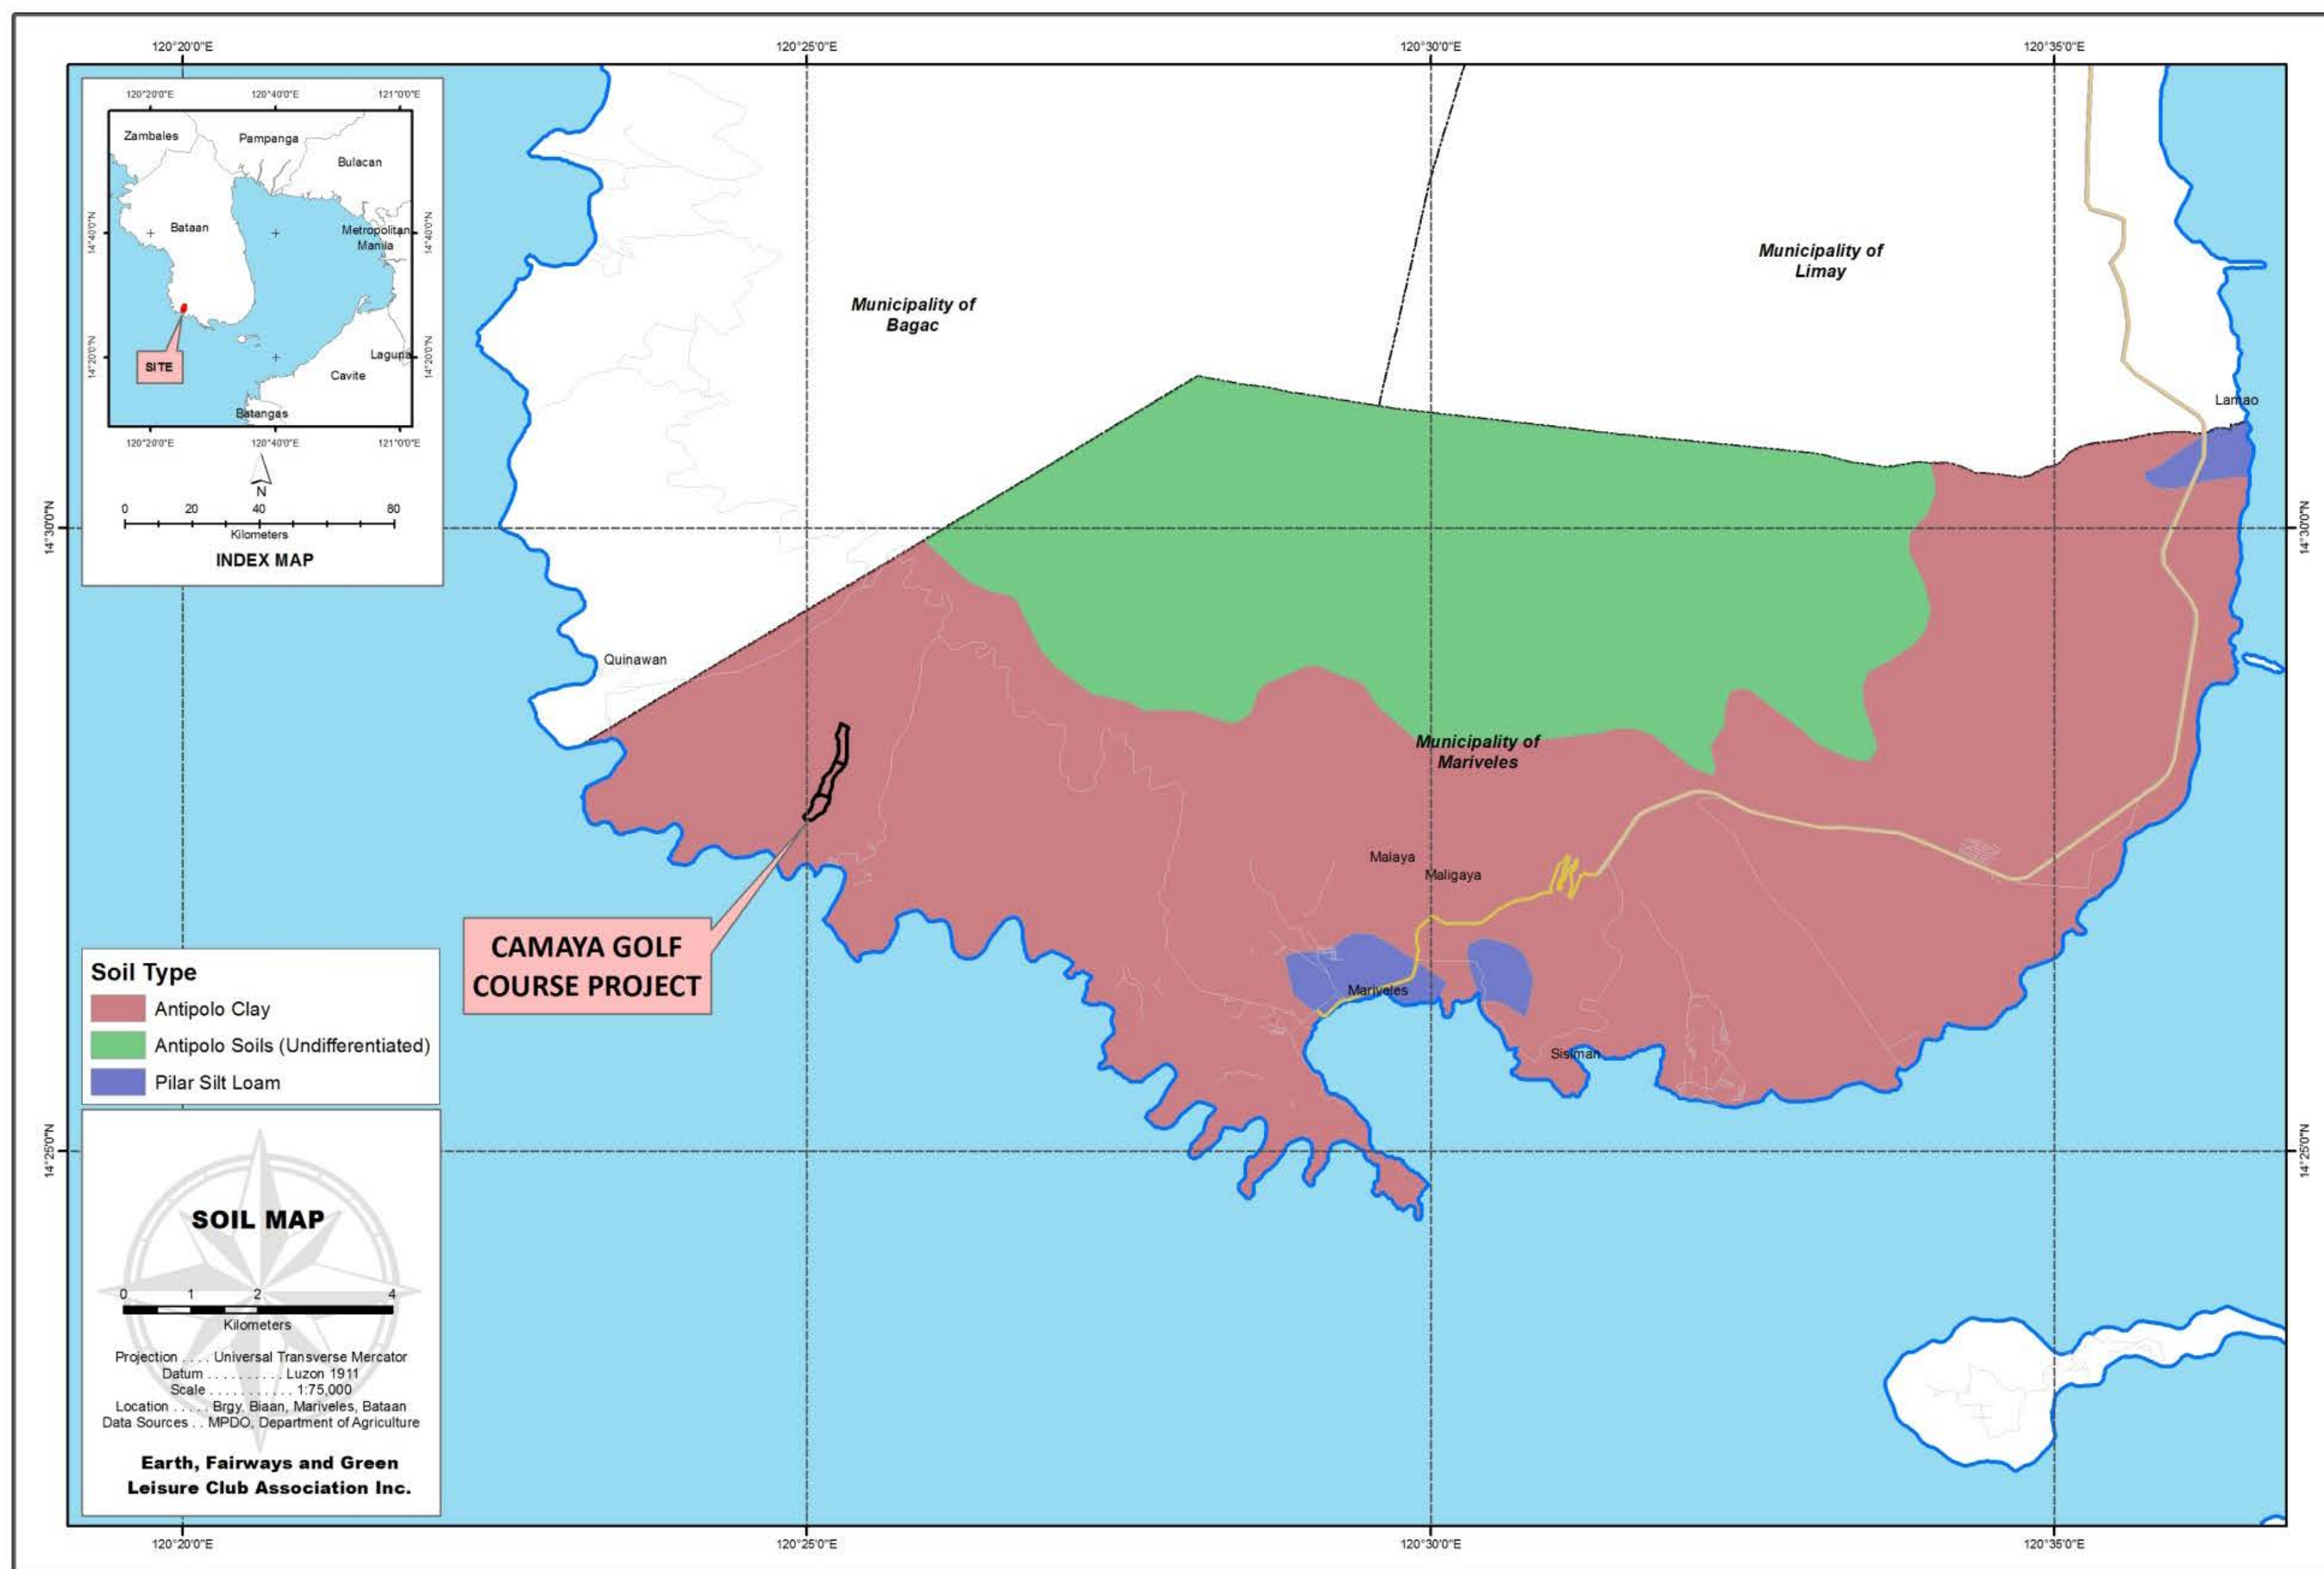 120°20'0"E
120°25'0"E
120°30'0"E
120°35'0"E
120°20'0"E
120°40'0"E
121°0'0"E
Zambales
Pampanga
Bulacan
Bataan
Metropolitan
Manila
14°40'0"N
14°40'0"N
14°20'0"N
14°20'0"N
SITE
Laguna
Cavite
Batangas
120°20'0"E
120°40'0"E
121°0'0"E
N
0 20 40 80
Kilometers
INDEX MAP
Municipality of
Bagac
Municipality of
Limay
Lamao
14°30'0"N
14°30'0"N
Quinawan
Municipality of
Mariveles
Malaya
Maligaya
CAMAYA GOLF
COURSE PROJECT
Mariveles
Sisiman
Soil Type
Antipolo Clay
Antipolo Soils (Undifferentiated)
Pilar Silt Loam
14°25'0"N
14°25'0"N
SOIL MAP
0 1 2 4
Kilometers
Projection . . . . Universal Transverse Mercator
Datum . . . . . . . . . . Luzon 1911
Scale . . . . . . . . . . . 1:75,000
Location . . . . . Brgy. Biaan, Mariveles, Bataan
Data Sources . . MPDO, Department of Agriculture
Earth, Fairways and Green
Leisure Club Association Inc.
120°20'0"E
120°25'0"E
120°30'0"E
120°35'0"E